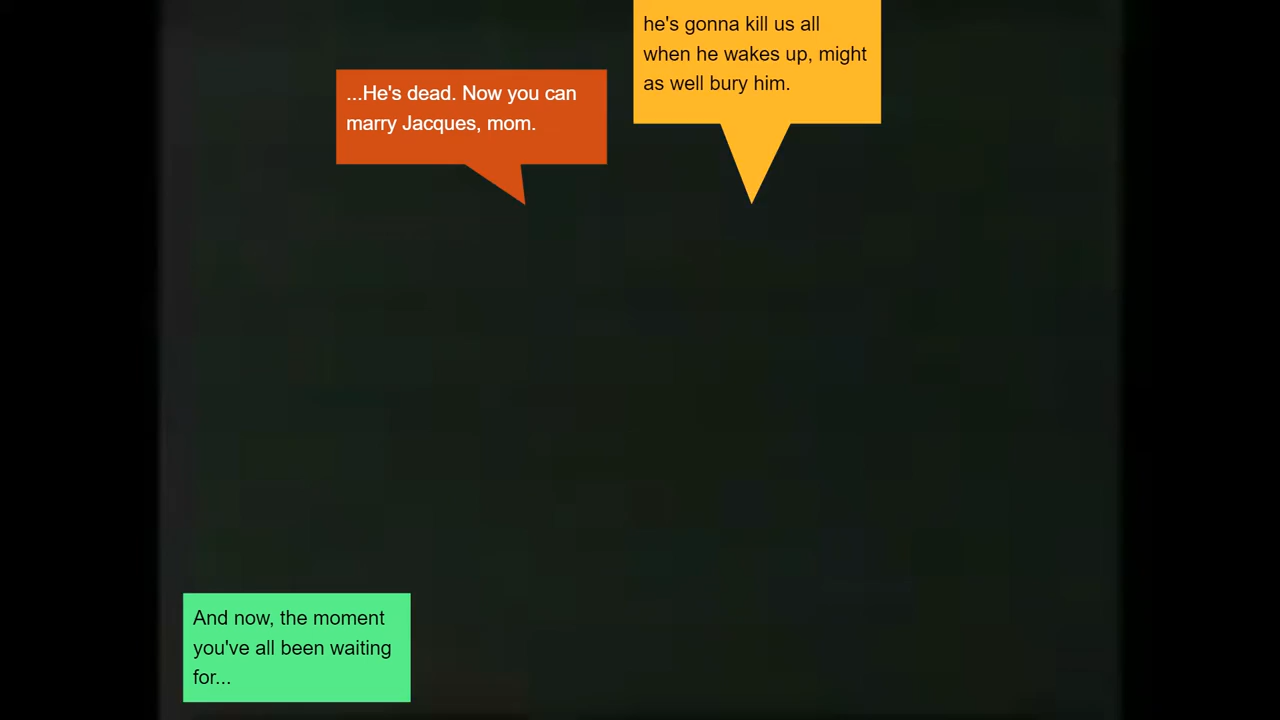 he's gonna kill us all
when he wakes up, might
as well bury him.
...He's dead. Now you can
marry Jacques, mom.
And now, the moment
you've all been waiting
for...